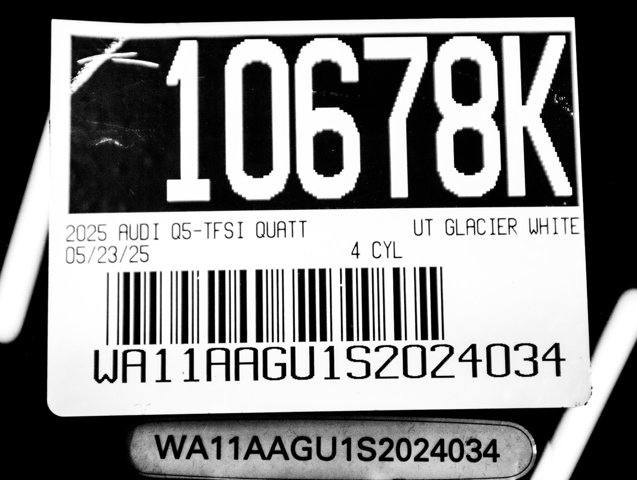 10678K
2025 AUDI Q5-TFSI QUATT UT GLACIER WHITE
05/23/25 4 CYL
WA11AAGU1S2024034
WA11AAGU1S2024034